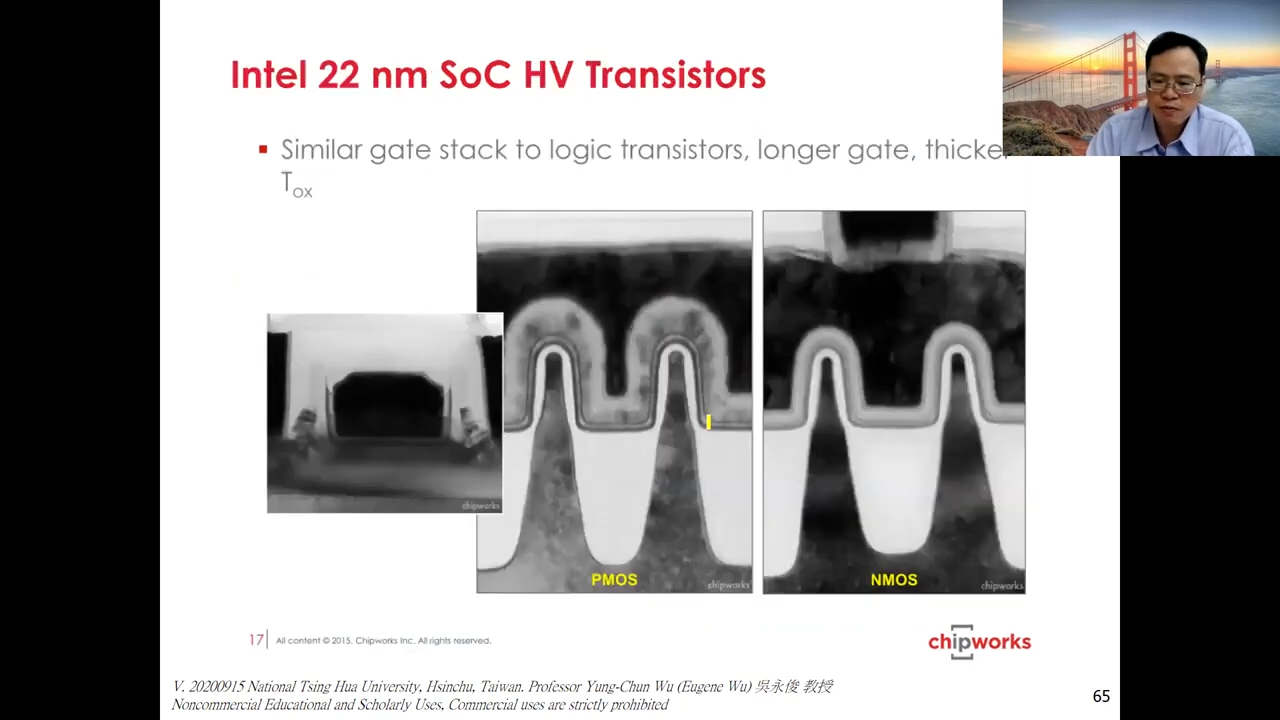 Intel 22 nm SoC HV Transistors
▪ Similar gate stack to logic transistors, longer gate, thicke
Tox
chipworks
PMOS
chipworks
NMOS
chipworks
17 All content © 2015. Chipworks Inc. All rights reserved.
chipworks
V. 20200915 National Tsing Hua University, Hsinchu, Taiwan. Professor Yung-Chun Wu (Eugene Wu) 吳永俊 教授
Noncommercial Educational and Scholarly Uses, Commercial uses are strictly prohibited
65